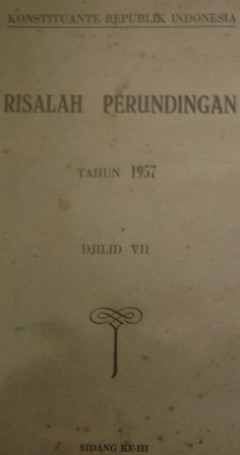 KONSTITUANTE REPUBLIK INDONESIA
RISALAH PERUNDINGAN
TAHUN 1957
DJILID VII
SIDANG KE-III